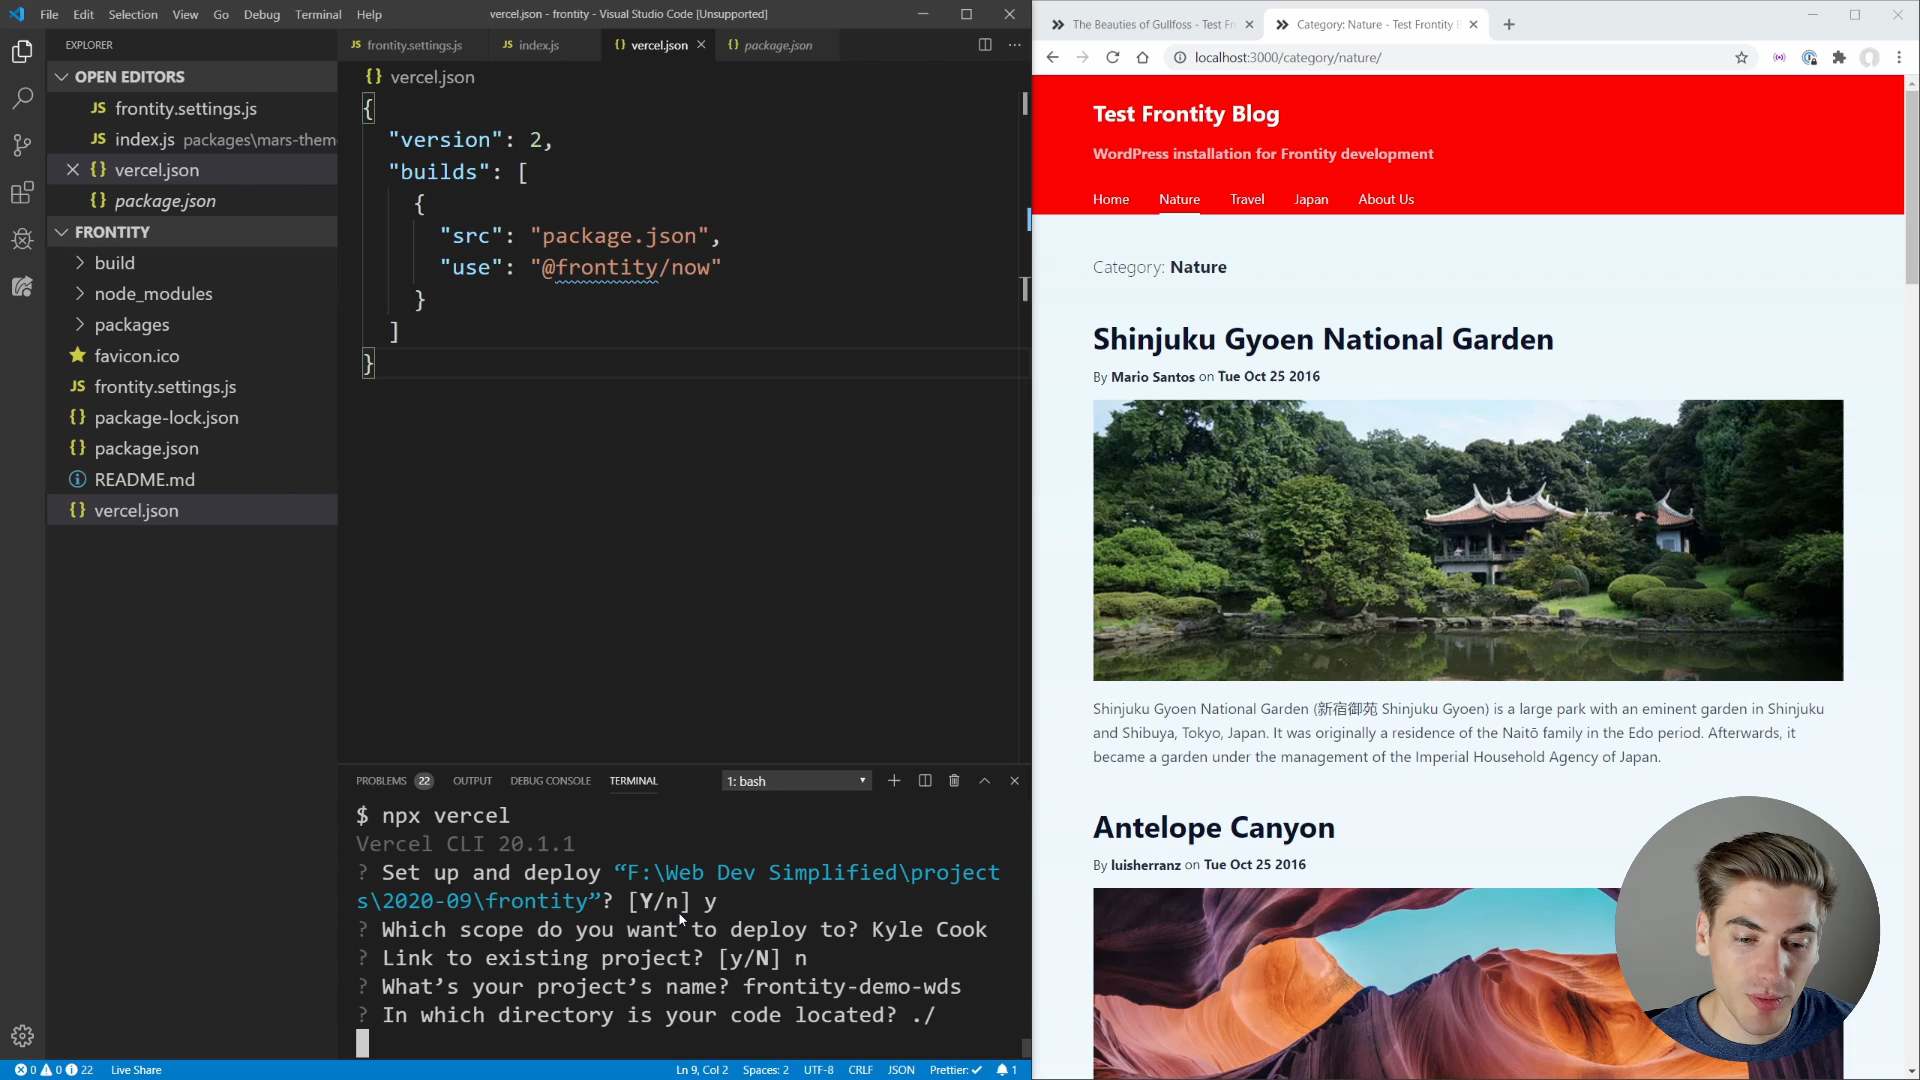 File Edit Selection View Go Debug Terminal Help
vercel.json - frontity - Visual Studio Code [Unsupported]
EXPLORER
OPEN EDITORS
JS frontity.settings.js
JS index.js packages\mars-them
{} vercel.json
{} package.json
FRONTITY
build
node_modules
packages
favicon.ico
JS frontity.settings.js
{} package-lock.json
{} package.json
README.md
{} vercel.json
JS frontity.settings.js
JS index.js
{} vercel.json
{} package.json
{} vercel.json
{
"version": 2,
"builds": [
{
"src": "package.json",
"use": "@frontity/now"
}
]
}
PROBLEMS 22 OUTPUT DEBUG CONSOLE TERMINAL
1: bash
$ npx vercel
Vercel CLI 20.1.1
? Set up and deploy “F:\Web Dev Simplified\project
s\2020-09\frontity”? [Y/n] y
? Which scope do you want to deploy to? Kyle Cook
? Link to existing project? [y/N] n
? What’s your project’s name? frontity-demo-wds
? In which directory is your code located? ./
0 0 22 Live Share
Ln 9, Col 2 Spaces: 2 UTF-8 CRLF JSON Prettier: ✓ 1
The Beauties of Gullfoss - Test Fr
Category: Nature - Test Frontity B
localhost:3000/category/nature/
Test Frontity Blog
WordPress installation for Frontity development
Home Nature Travel Japan About Us
Category: Nature
Shinjuku Gyoen National Garden
By Mario Santos on Tue Oct 25 2016
Shinjuku Gyoen National Garden (新宿御苑 Shinjuku Gyoen) is a large park with an eminent garden in Shinjuku
and Shibuya, Tokyo, Japan. It was originally a residence of the Naitō family in the Edo period. Afterwards, it
became a garden under the management of the Imperial Household Agency of Japan.
Antelope Canyon
By luisherranz on Tue Oct 25 2016